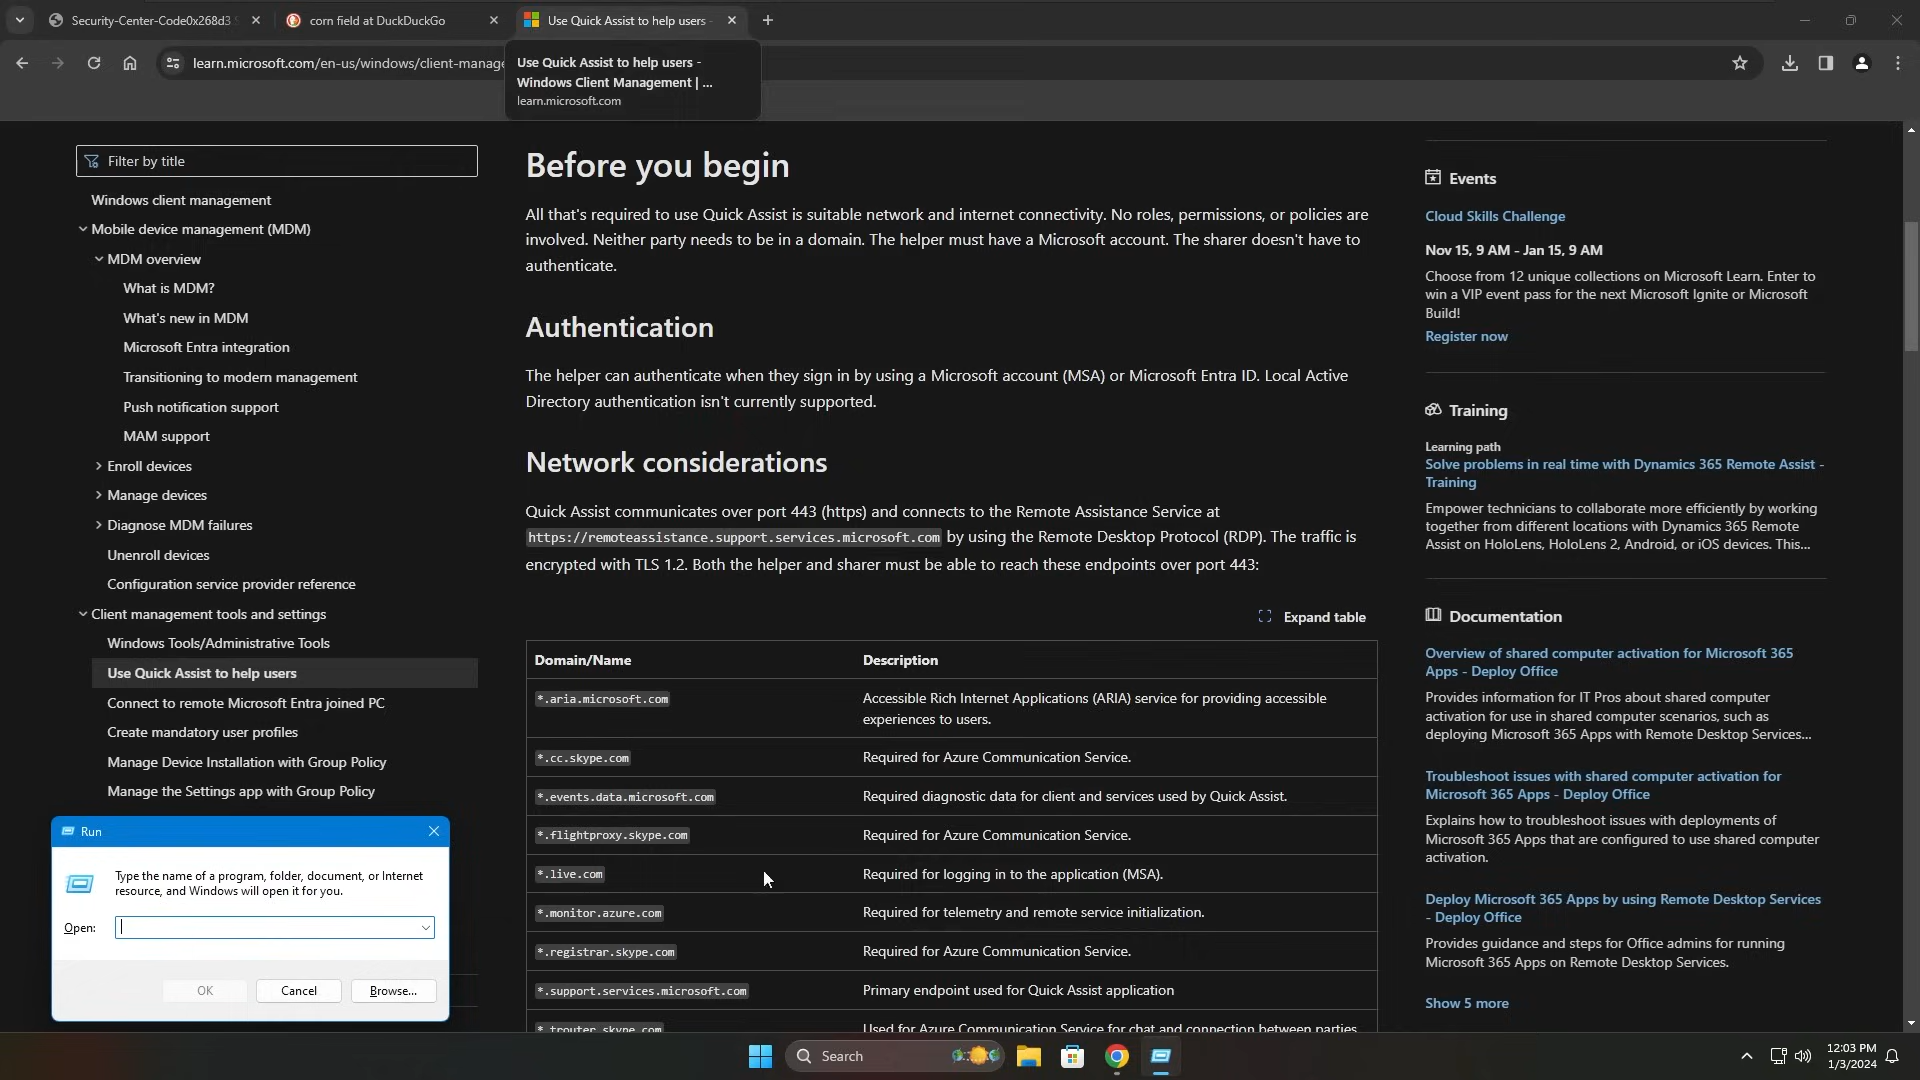 Security-Center-Code0x268d3
corn field at DuckDuckGo
Use Quick Assist to help users -
learn.microsoft.com/en-us/windows/client-manage
Use Quick Assist to help users -
Windows Client Management | ...
learn.microsoft.com
Filter by title
Windows client management
Mobile device management (MDM)
MDM overview
What is MDM?
What's new in MDM
Microsoft Entra integration
Transitioning to modern management
Push notification support
MAM support
Enroll devices
Manage devices
Diagnose MDM failures
Unenroll devices
Configuration service provider reference
Client management tools and settings
Windows Tools/Administrative Tools
Use Quick Assist to help users
Connect to remote Microsoft Entra joined PC
Create mandatory user profiles
Manage Device Installation with Group Policy
Manage the Settings app with Group Policy
Before you begin
All that's required to use Quick Assist is suitable network and internet connectivity. No roles, permissions, or policies are
involved. Neither party needs to be in a domain. The helper must have a Microsoft account. The sharer doesn't have to
authenticate.
Authentication
The helper can authenticate when they sign in by using a Microsoft account (MSA) or Microsoft Entra ID. Local Active
Directory authentication isn't currently supported.
Network considerations
Quick Assist communicates over port 443 (https) and connects to the Remote Assistance Service at
https://remoteassistance.support.services.microsoft.com by using the Remote Desktop Protocol (RDP). The traffic is
encrypted with TLS 1.2. Both the helper and sharer must be able to reach these endpoints over port 443:
Expand table
Domain/Name Description
*.aria.microsoft.com Accessible Rich Internet Applications (ARIA) service for providing accessible
experiences to users.
*.cc.skype.com Required for Azure Communication Service.
*.events.data.microsoft.com Required diagnostic data for client and services used by Quick Assist.
*.flightproxy.skype.com Required for Azure Communication Service.
*.live.com Required for logging in to the application (MSA).
*.monitor.azure.com Required for telemetry and remote service initialization.
*.registrar.skype.com Required for Azure Communication Service.
*.support.services.microsoft.com Primary endpoint used for Quick Assist application
*.trouter.skype.com Used for Azure Communication Service for chat and connection between parties
Events
Cloud Skills Challenge
Nov 15, 9 AM - Jan 15, 9 AM
Choose from 12 unique collections on Microsoft Learn. Enter to
win a VIP event pass for the next Microsoft Ignite or Microsoft
Build!
Register now
Training
Learning path
Solve problems in real time with Dynamics 365 Remote Assist -
Training
Empower technicians to collaborate more efficiently by working
together from different locations with Dynamics 365 Remote
Assist on HoloLens, HoloLens 2, Android, or iOS devices. This...
Documentation
Overview of shared computer activation for Microsoft 365
Apps - Deploy Office
Provides information for IT Pros about shared computer
activation for use in shared computer scenarios, such as
deploying Microsoft 365 Apps with Remote Desktop Services...
Troubleshoot issues with shared computer activation for
Microsoft 365 Apps - Deploy Office
Explains how to troubleshoot issues with deployments of
Microsoft 365 Apps that are configured to use shared computer
activation.
Deploy Microsoft 365 Apps by using Remote Desktop Services
- Deploy Office
Provides guidance and steps for Office admins for running
Microsoft 365 Apps on Remote Desktop Services.
Show 5 more
Run
Type the name of a program, folder, document, or Internet
resource, and Windows will open it for you.
Open:
OK
Cancel
Browse...
Search
12:03 PM
1/3/2024